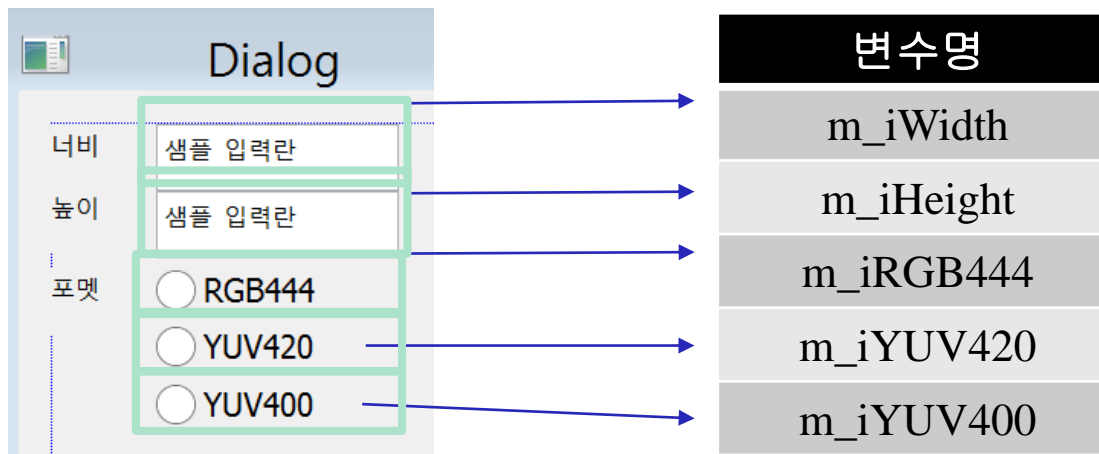 Dialog
너비
샘플 입력란
높이
샘플 입력란
포멧
RGB444
YUV420
YUV400
변수명
m_iWidth
m_iHeight
m_iRGB444
m_iYUV420
m_iYUV400